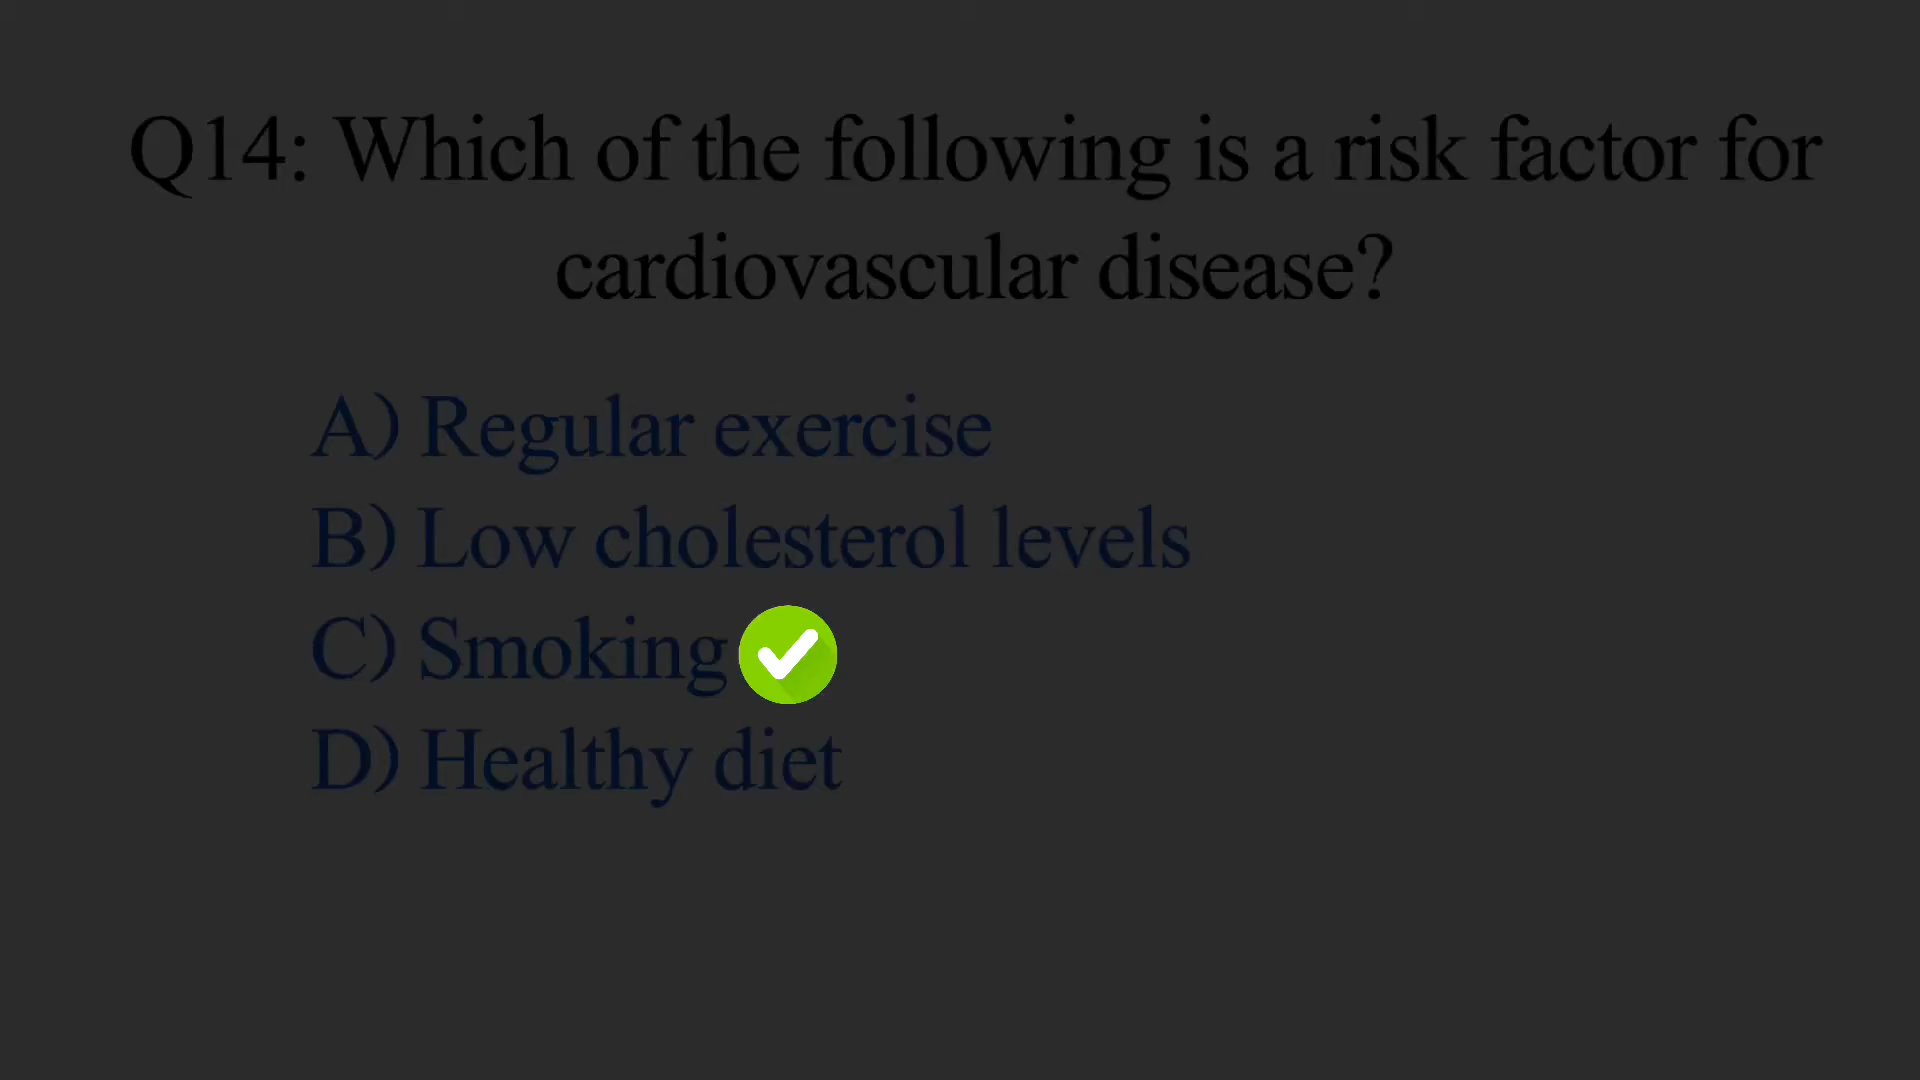 Q14: Which of the following is a risk factor for
cardiovascular disease?
A) Regular exercise
B) Low cholesterol levels
C) Smoking
D) Healthy diet